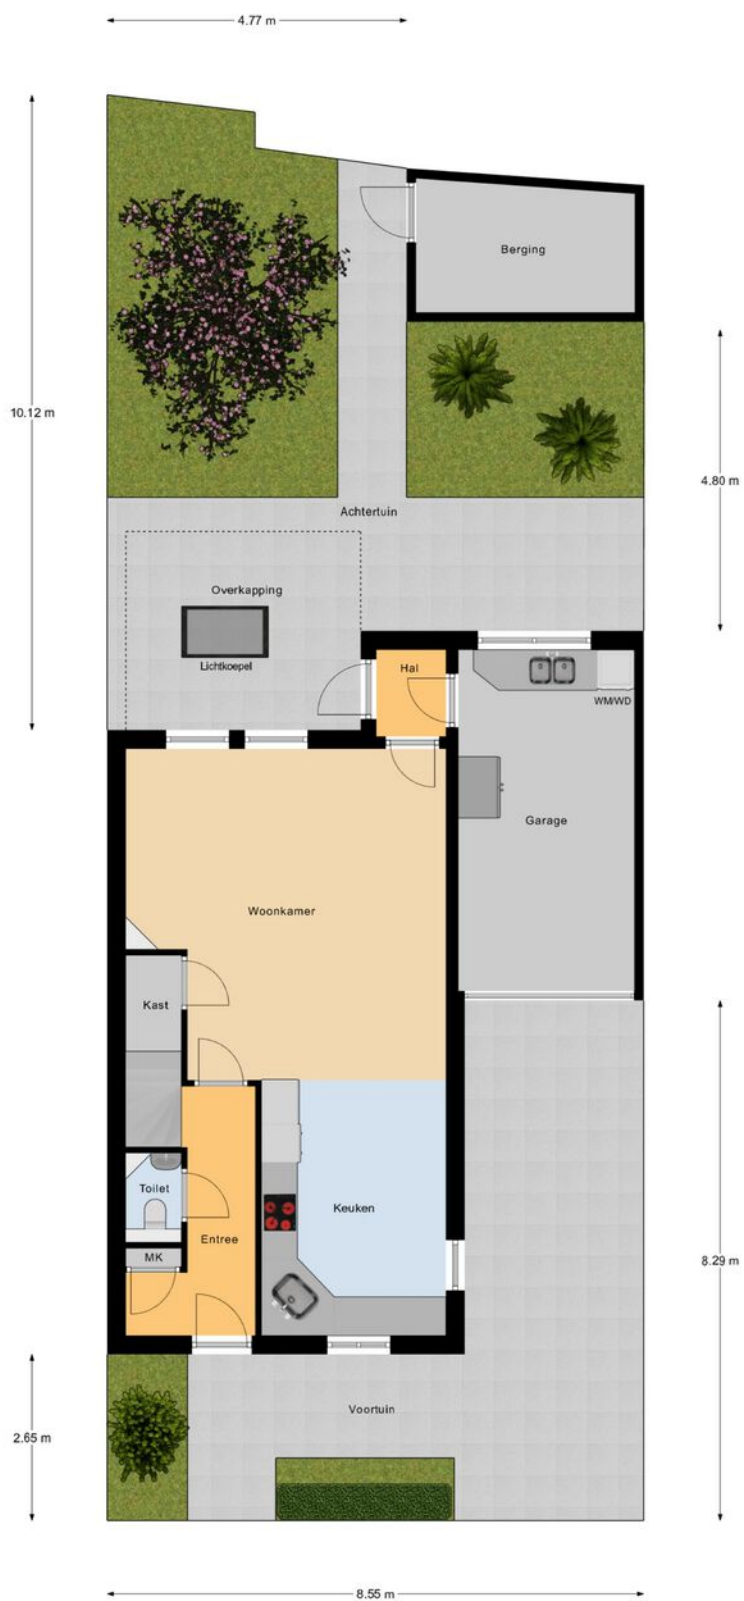 4.77 m
Berging
10.12 m
4.80 m
Achtertuin
Overkapping
Lichtkoepel
Hal
WM/WD
Garage
Woonkamer
Kast
Toilet
Keuken
Entree
MK
8.29 m
Voortuin
2.65 m
8.55 m